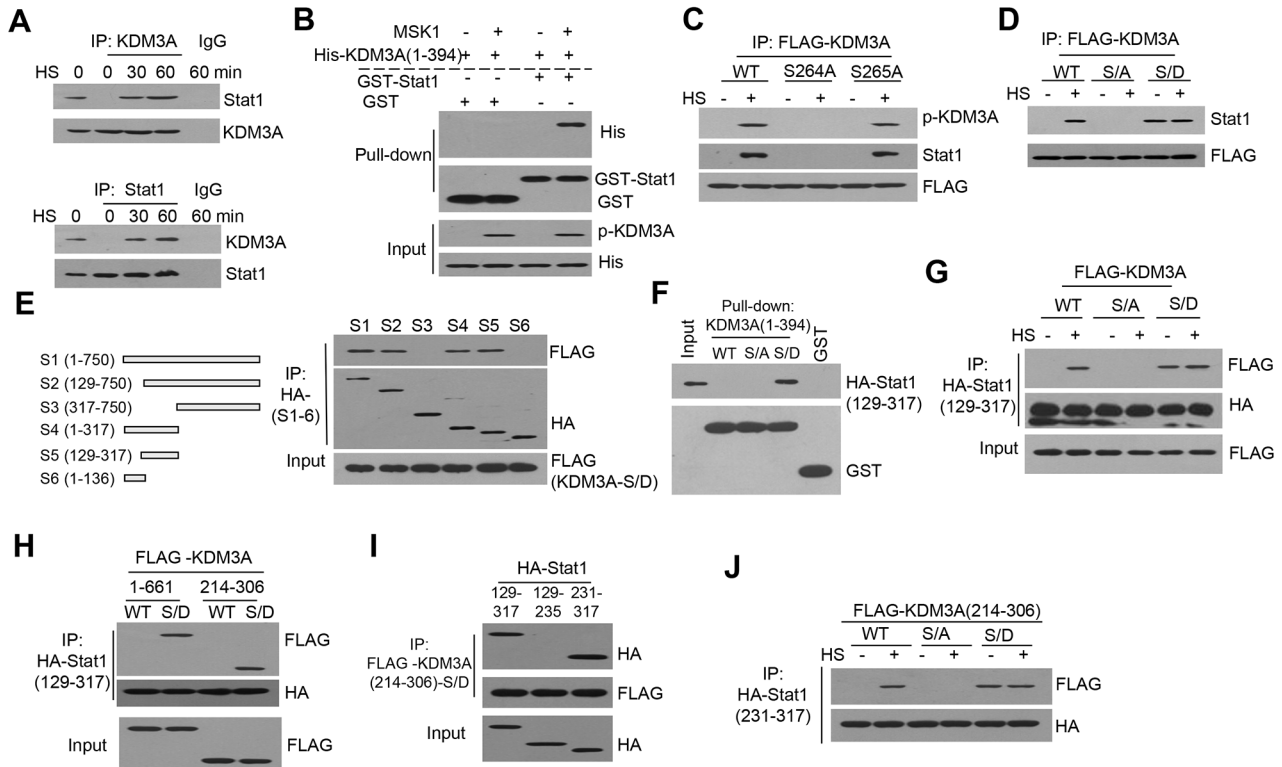 A
IP: KDM3A IgG
HS 0 0 30 60 60 min
Stat1
KDM3A
IP: Stat1 IgG
HS 0 0 30 60 60 min
KDM3A
Stat1
B
MSK1 - + - +
His-KDM3A(1-394) + + + +
GST-Stat1 - - + +
GST + + - -
Pull-down
His
GST-Stat1
GST
Input
p-KDM3A
His
C
IP: FLAG-KDM3A
WT S264A S265A
HS - + - + - +
p-KDM3A
Stat1
FLAG
D
IP: FLAG-KDM3A
WT S/A S/D
HS - + - + - +
Stat1
FLAG
E
S1 (1-750)
S2 (129-750)
S3 (317-750)
S4 (1-317)
S5 (129-317)
S6 (1-136)
S1 S2 S3 S4 S5 S6
IP:
HA-
(S1-6)
FLAG
HA
Input
FLAG
(KDM3A-S/D)
F
Pull-down:
KDM3A(1-394)
Input WT S/A S/D GST
HA-Stat1
(129-317)
GST
G
FLAG-KDM3A
WT S/A S/D
HS - + - + - +
IP:
HA-Stat1
(129-317)
FLAG
HA
Input
FLAG
H
FLAG -KDM3A
1-661 214-306
WT S/D WT S/D
IP:
HA-Stat1
(129-317)
FLAG
HA
Input
FLAG
I
HA-Stat1
129- 129- 231-
317 235 317
IP:
FLAG -KDM3A
(214-306)-S/D
HA
FLAG
Input
HA
J
FLAG-KDM3A(214-306)
WT S/A S/D
HS - + - + - +
IP:
HA-Stat1
(231-317)
FLAG
HA